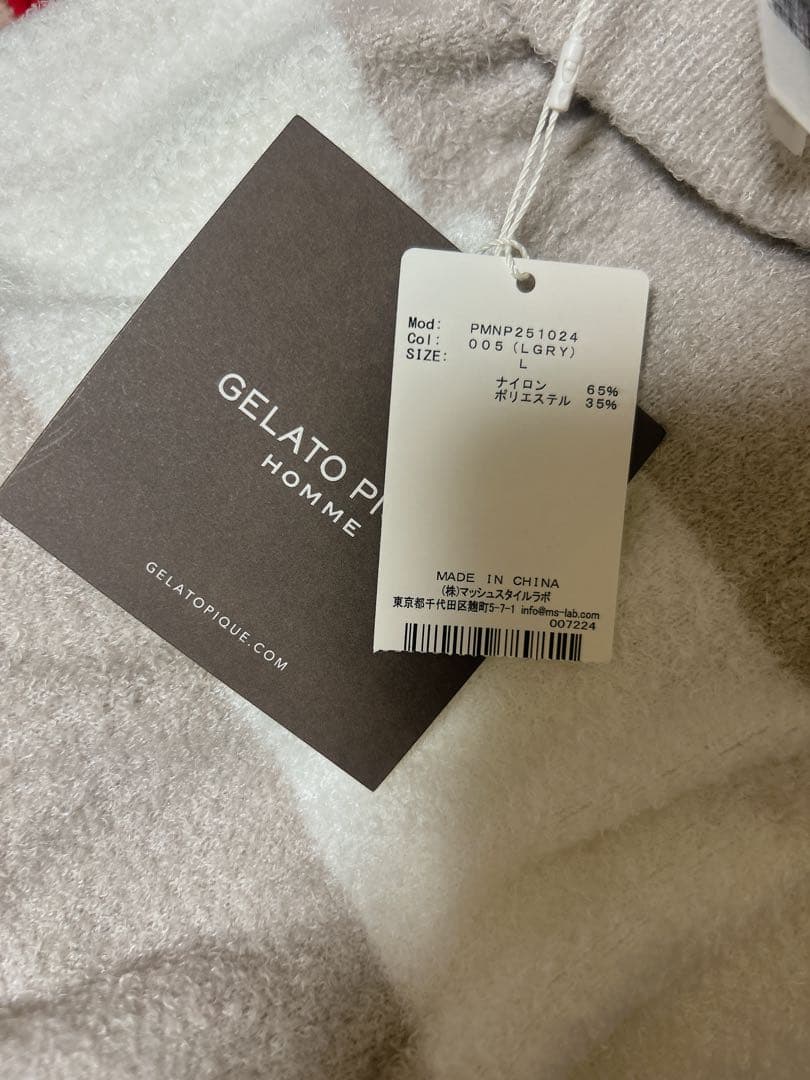 GELATO PI
HOMME
GELATOPIQUE.COM
Mod: PMNP251024
Col: 005 (LGRY)
SIZE: L
ナイロン 65%
ポリエステル 35%
MADE IN CHINA
(株)マッシュスタイルラボ
東京都千代田区麹町5-7-1 info@ms-lab.com
007224